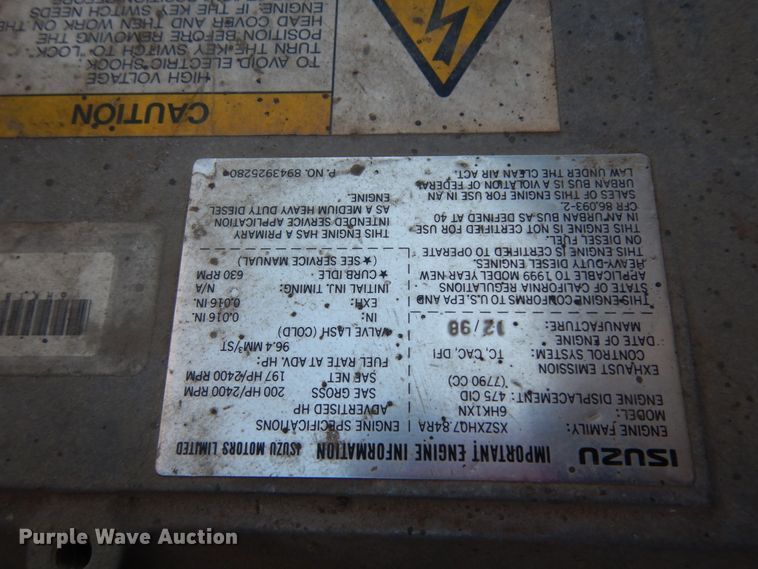 ISUZU IMPORTANT ENGINE INFORMATION ISUZU MOTORS LIMITED
ENGINE FAMILY: XSZXH07.84RA
MODEL: 6HK1XN
ENGINE DISPLACEMENT: 475 CID
(7790 CC)
EXHAUST EMISSION
CONTROL SYSTEM: TC, CAC, DFI
DATE OF ENGINE
MANUFACTURE: 12/98
THIS ENGINE CONFORMS TO U.S. EPA AND
STATE OF CALIFORNIA REGULATIONS
APPLICABLE TO 1999 MODEL YEAR NEW
HEAVY-DUTY DIESEL ENGINES.
THIS ENGINE IS CERTIFIED TO OPERATE
ON DIESEL FUEL.
THIS ENGINE IS NOT CERTIFIED FOR USE
IN AN URBAN BUS AS DEFINED AT 40
CFR 86.093-2.
SALES FOR USE IN AN
URBAN BUS IS A VIOLATION OF FEDERAL
LAW UNDER THE CLEAN AIR ACT.
ENGINE SPECIFICATIONS
ADVERTISED HP
SAE GROSS 200 HP/2400 RPM
SAE NET 197 HP/2400 RPM
FUEL RATE AT ADV. HP:
96.4 MM³/ST
VALVE LASH (COLD)
IN: 0.016 IN.
EXH: 0.016 IN.
INITIAL INJ. TIMING: N/A
★ CURB IDLE 630 RPM
(★ SEE SERVICE MANUAL)
THIS ENGINE HAS A PRIMARY
INTENDED SERVICE APPLICATION
AS A MEDIUM HEAVY DUTY DIESEL
ENGINE.
P. NO. 8943925280
CAUTION
HIGH VOLTAGE
TO AVOID ELECTRIC SHOCK
TURN THE KEY SWITCH TO "LOCK"
POSITION BEFORE REMOVING THE
HEAD COVER AND THEN WORK ON THE
ENGINE. IF THE KEY SWITCH NEEDS
Purple Wave Auction